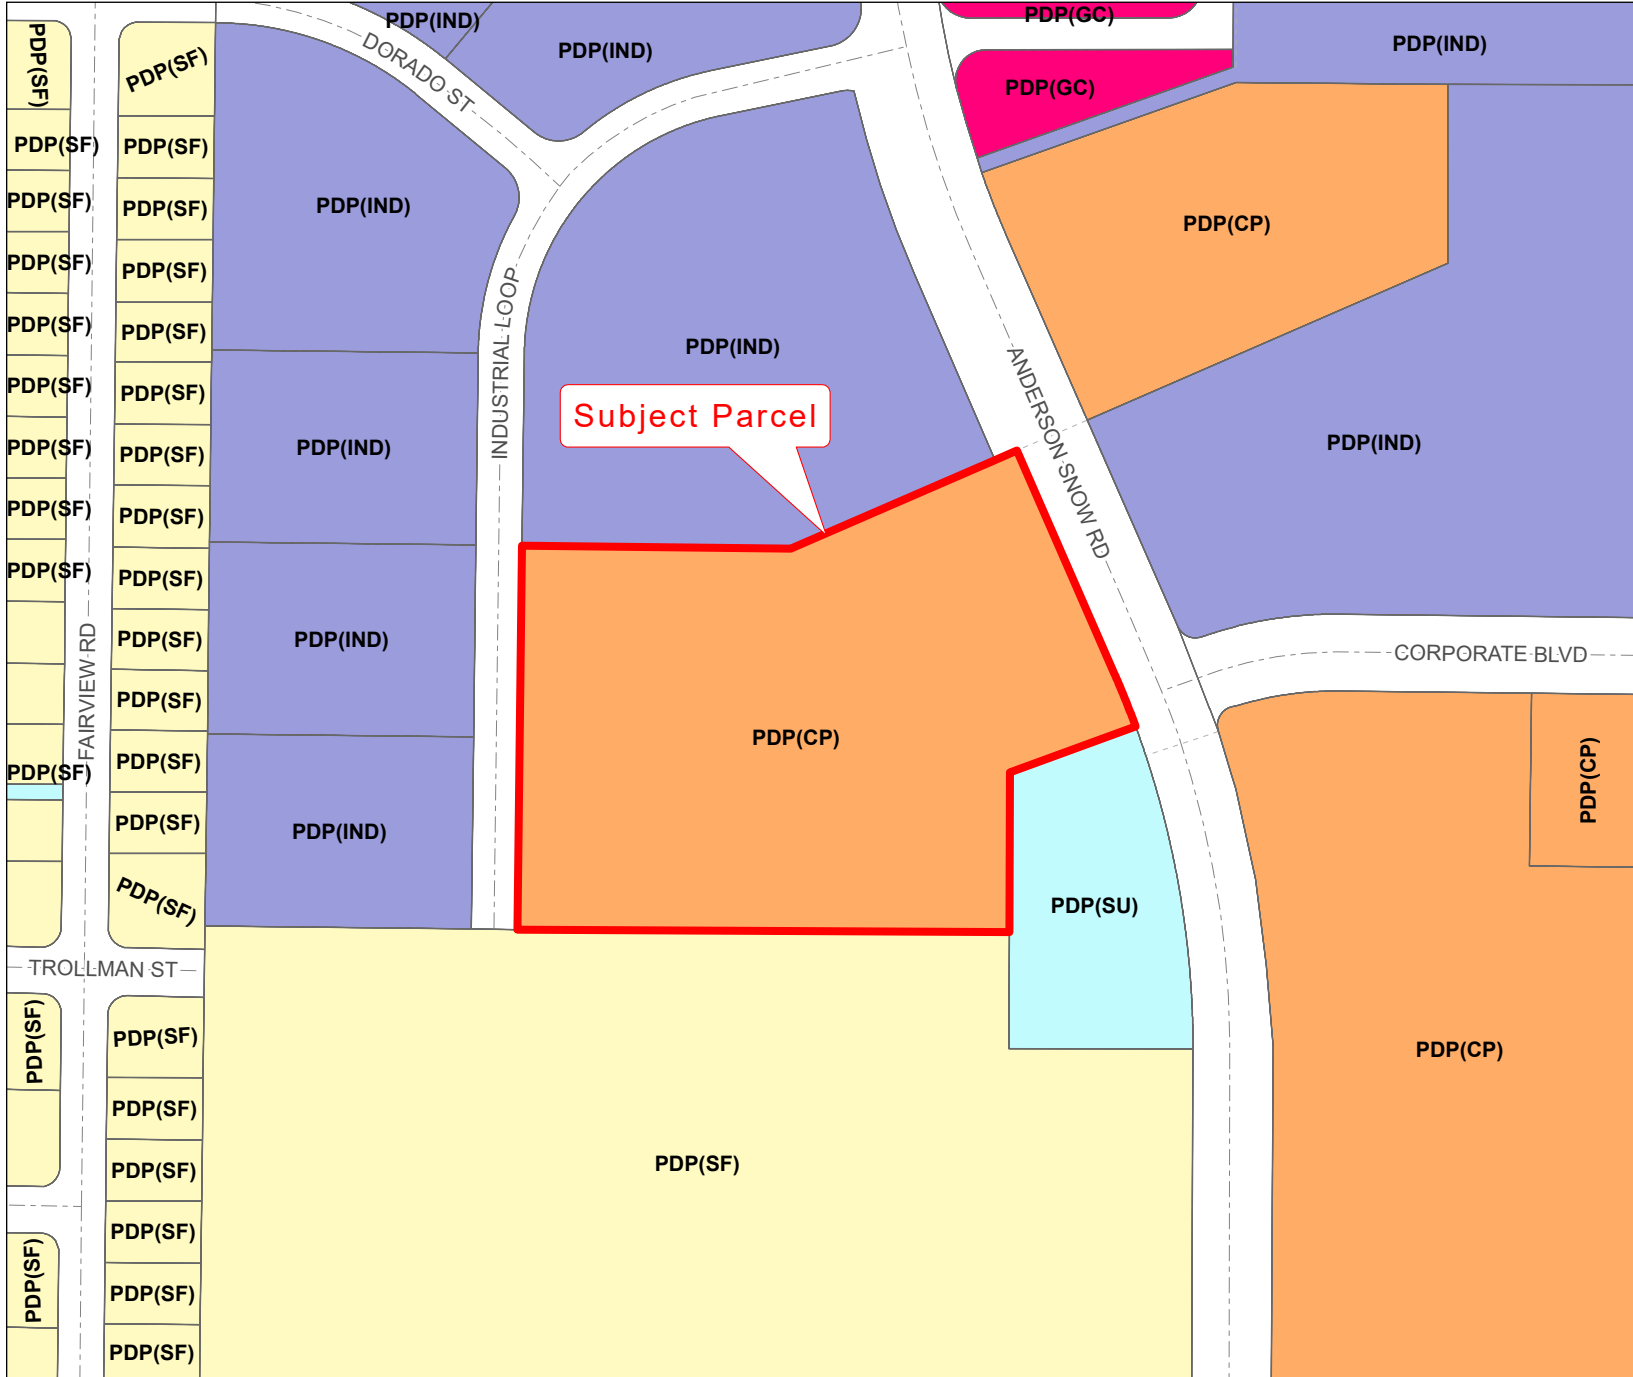 PDP(IND)
PDP(GC)
PDP(SF)
PDP(SF)
DORADO ST
PDP(IND)
PDP(GC)
PDP(IND)
PDP(SF)
PDP(SF)
PDP(SF)
PDP(SF)
PDP(IND)
PDP(CP)
PDP(SF)
PDP(SF)
PDP(SF)
PDP(SF)
INDUSTRIAL LOOP
PDP(IND)
ANDERSON SNOW RD
PDP(SF)
PDP(SF)
Subject Parcel
PDP(SF)
PDP(SF)
PDP(IND)
PDP(IND)
PDP(SF)
PDP(SF)
PDP(SF)
PDP(SF)
FAIRVIEW RD
PDP(SF)
PDP(IND)
CORPORATE BLVD
PDP(SF)
PDP(CP)
PDP(SF)
PDP(SF)
PDP(CP)
PDP(SF)
PDP(IND)
PDP(SF)
PDP(SU)
TROLLMAN ST
PDP(SF)
PDP(SF)
PDP(CP)
PDP(SF)
PDP(SF)
PDP(SF)
PDP(SF)
PDP(SF)
PDP(SF)
PDP(SF)